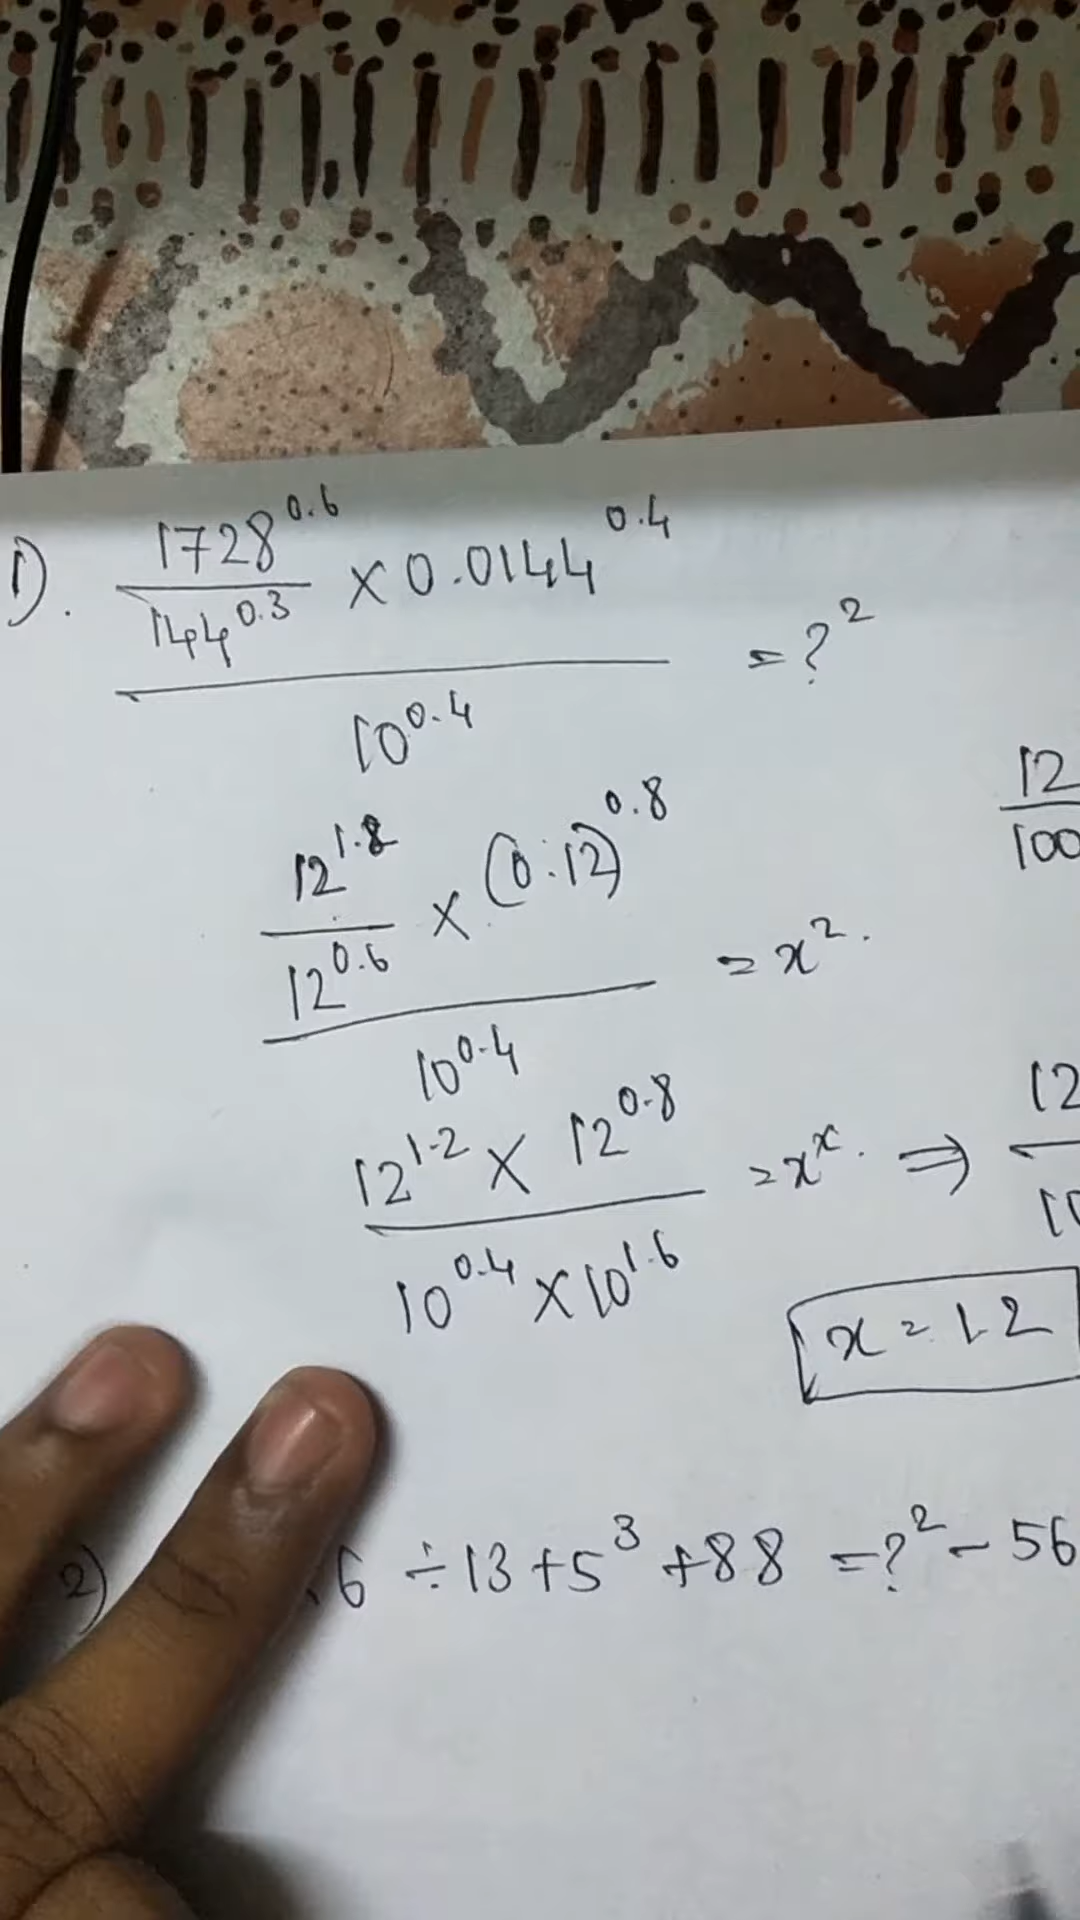 1). 1728^0.6 / 144^0.3 × 0.0144^0.4
/ 10^0.4 = ?^2
12^1.8 / 12^0.6 × (0.12)^0.8
/ 10^0.4 = x^2.
12 / 100
12^1.2 × 12^0.8
/ 10^0.4 × 10^1.6 = x^x. ⇒ 12 / 10
x = 1.2
2) .6 ÷ 13 + 5^3 + 88 = ?^2 - 56